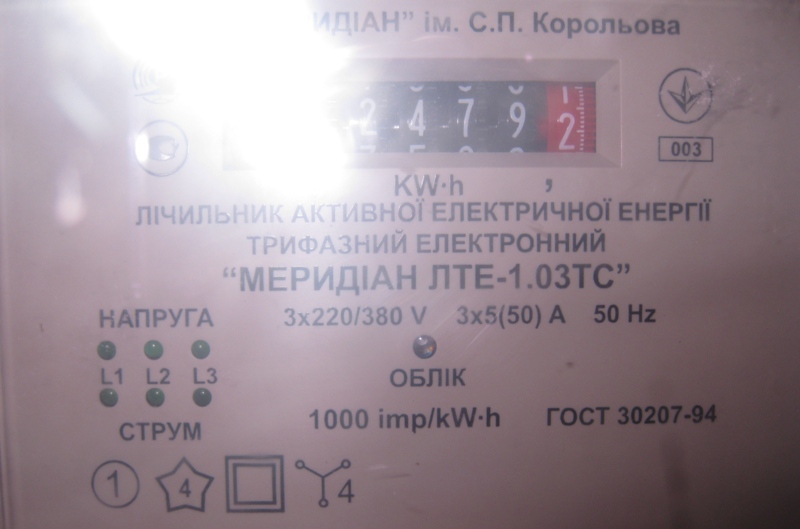 ИДІАН” ім. С.П. Корольова
2 4 7 9 2
003
KW·h ,
ЛІЧИЛЬНИК АКТИВНОЇ ЕЛЕКТРИЧНОЇ ЕНЕРГІЇ
ТРИФАЗНИЙ ЕЛЕКТРОННИЙ
“МЕРИДІАН ЛТЕ-1.03ТС”
НАПРУГА 3x220/380 V 3x5(50) A 50 Hz
L1 L2 L3
ОБЛІК
1000 imp/kW·h ГОСТ 30207-94
СТРУМ
1 4 4